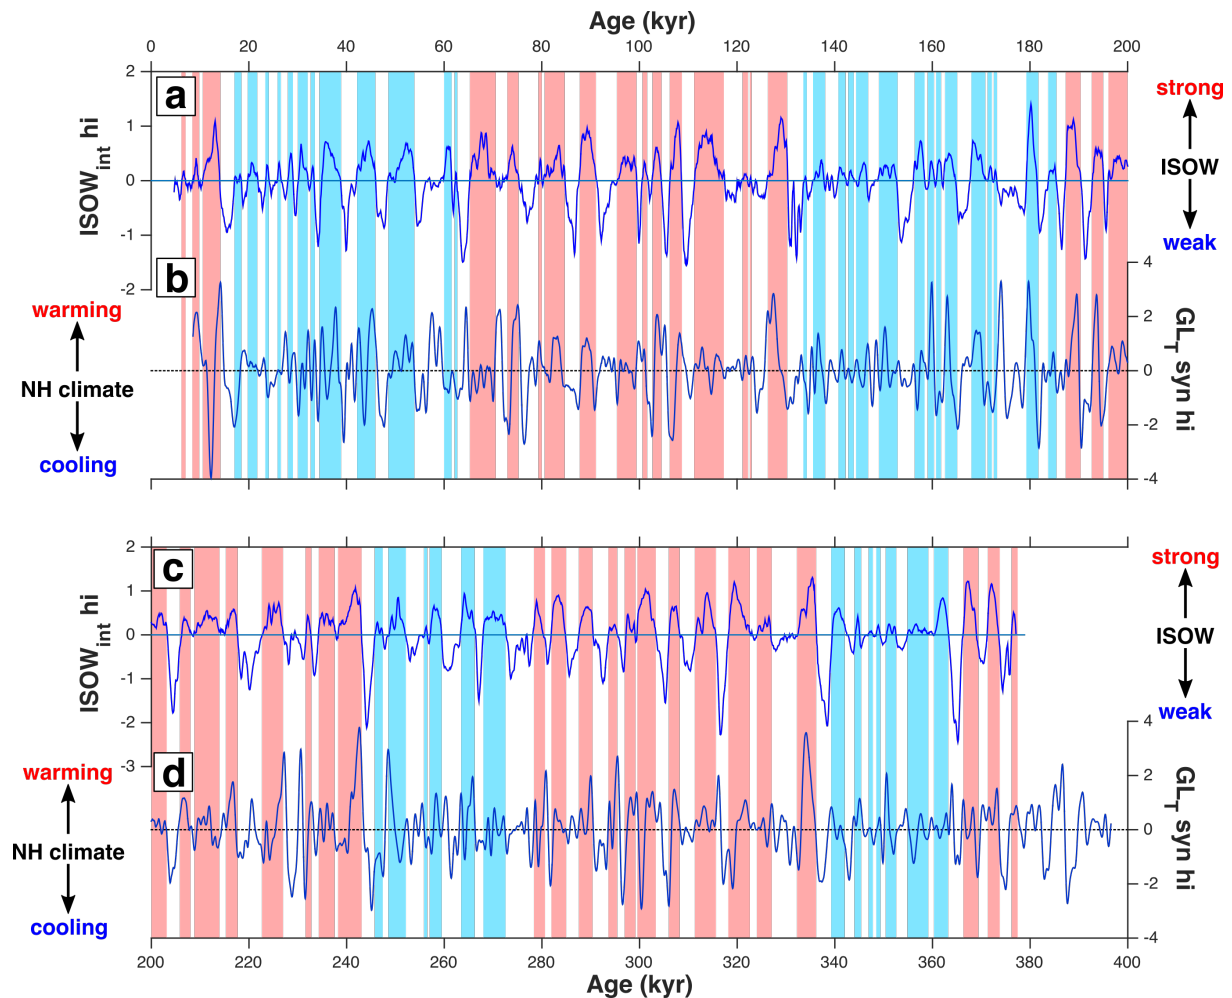 Age (kyr)
0 20 40 60 80 100 120 140 160 180 200
2
1
0
-1
-2
ISOWint hi
a
strong
ISOW
weak
b
warming
NH climate
cooling
4
2
0
-2
-4
GLT syn hi
2
1
0
-1
-2
-3
ISOWint hi
c
strong
ISOW
weak
d
warming
NH climate
cooling
4
2
0
-2
-4
GLT syn hi
200 220 240 260 280 300 320 340 360 380 400
Age (kyr)